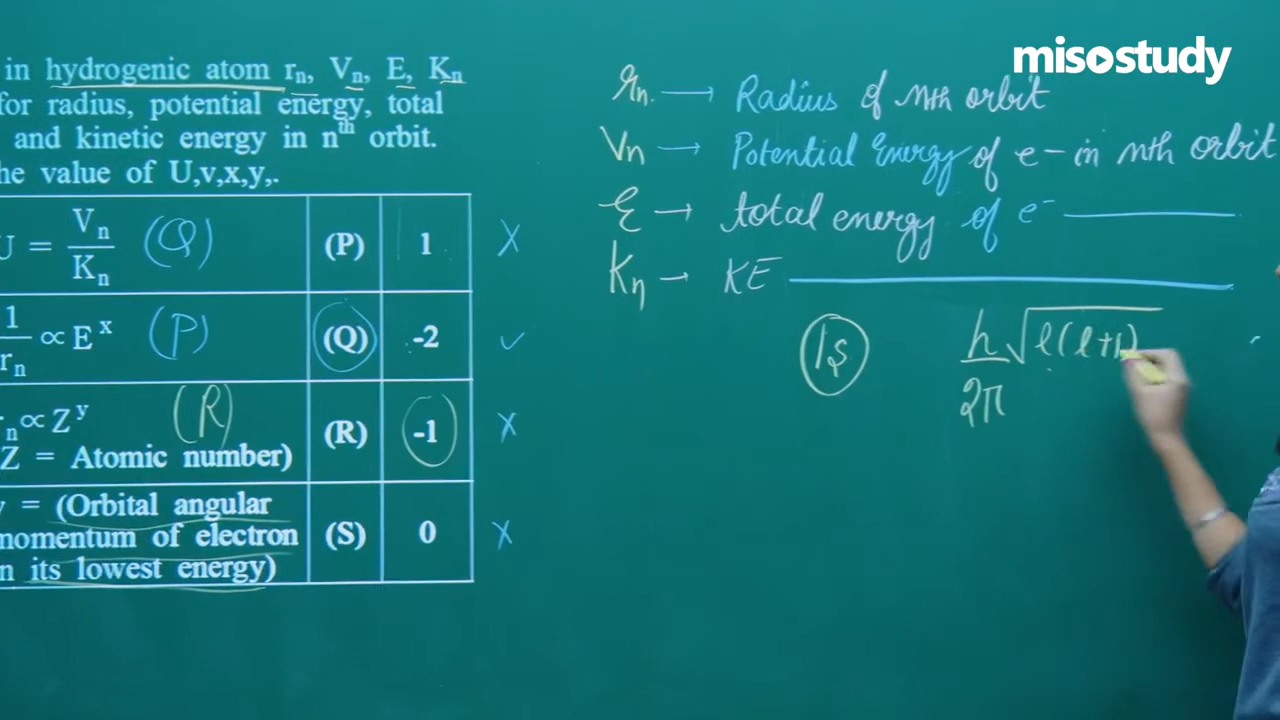 misostudy
in hydrogenic atom rn, Vn, E, Kn
for radius, potential energy, total
and kinetic energy in nth orbit.
he value of U,v,x,y,.
U = Vn/Kn (Q) (P) 1 X
1/rn ∝ E^x (P) (Q) -2 ✓
rn ∝ Z^y (R) (R) -1 X
Z = Atomic number)
v = (Orbital angular
momentum of electron (S) 0 X
n its lowest energy)
rn. → Radius of nth orbit
Vn → Potential Energy of e- in nth orbit
E → total energy of e-
Kn → KE
1s h/2π √l(l+1)